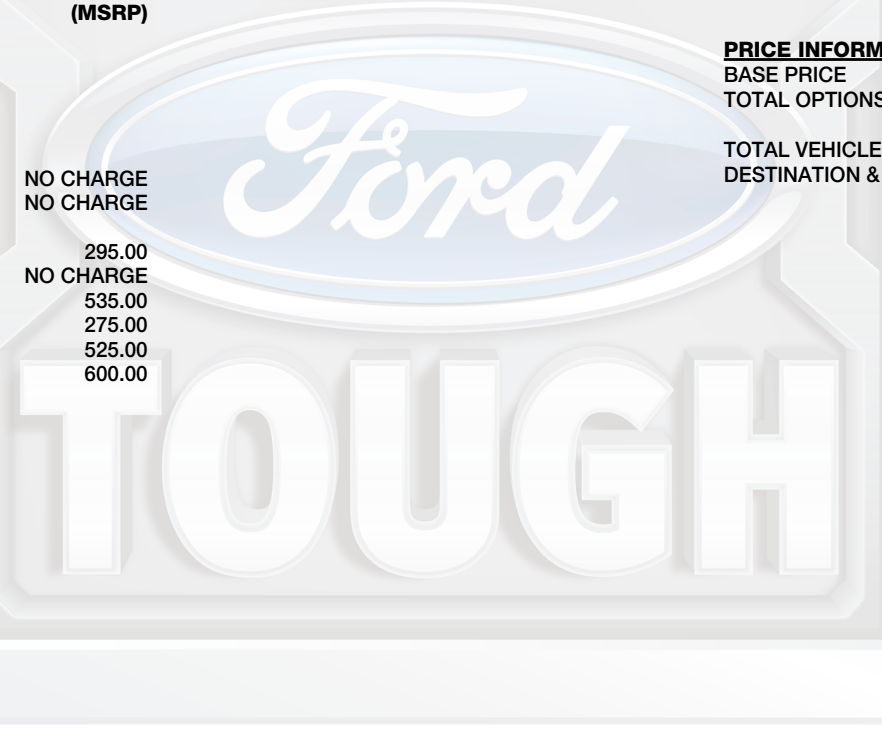 (MSRP)
NO CHARGE
NO CHARGE
295.00
NO CHARGE
535.00
275.00
525.00
600.00
PRICE INFORM
BASE PRICE
TOTAL OPTIONS
TOTAL VEHICLE
DESTINATION &
Ford
TOUGH